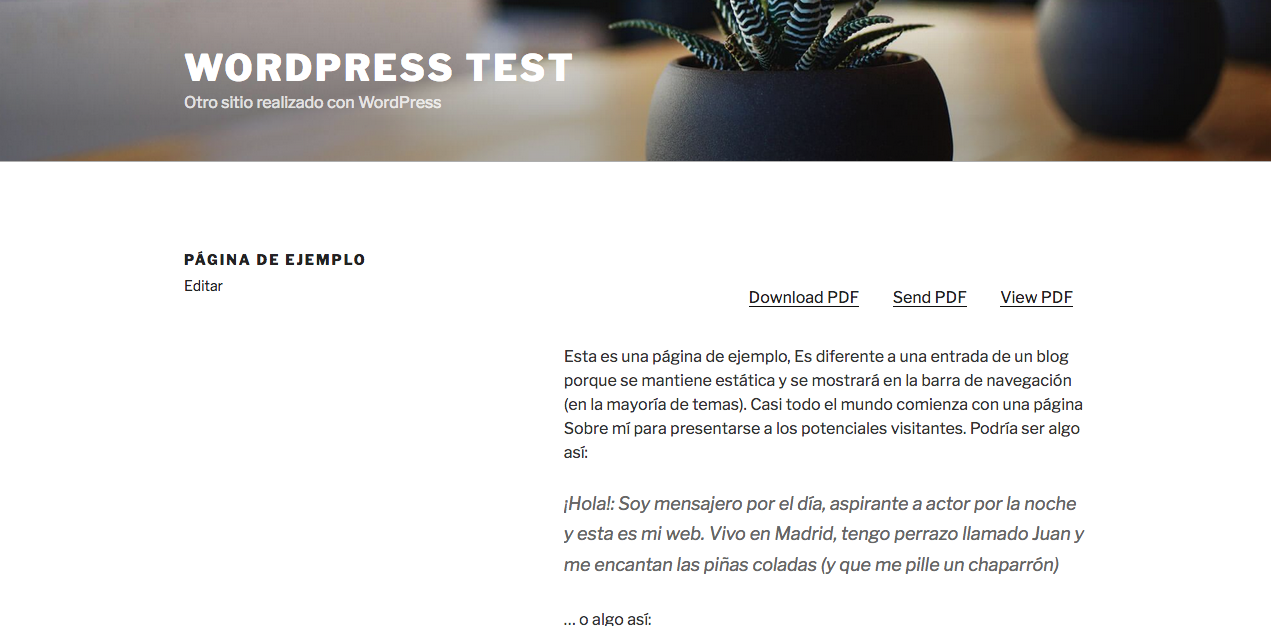 WORDPRESS TEST
Otro sitio realizado con WordPress
PÁGINA DE EJEMPLO
Editar
Download PDF Send PDF View PDF
Esta es una página de ejemplo, Es diferente a una entrada de un blog
porque se mantiene estática y se mostrará en la barra de navegación
(en la mayoría de temas). Casi todo el mundo comienza con una página
Sobre mí para presentarse a los potenciales visitantes. Podría ser algo
así:
¡Hola!: Soy mensajero por el día, aspirante a actor por la noche
y esta es mi web. Vivo en Madrid, tengo perrazo llamado Juan y
me encantan las piñas coladas (y que me pille un chaparrón)
… o algo así: